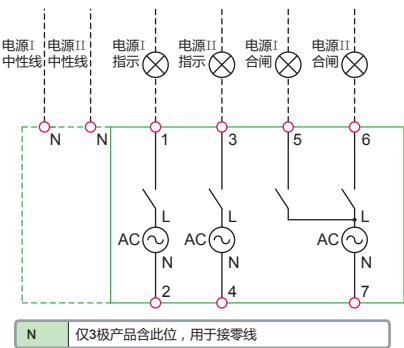 电源I 电源II 电源I 电源II 电源I 电源II
中性线 中性线 指示 指示 合闸 合闸
N N 1 3 5 6
L L L
AC AC AC
N N N
2 4 7
N 仅3极产品含此位，用于接零线